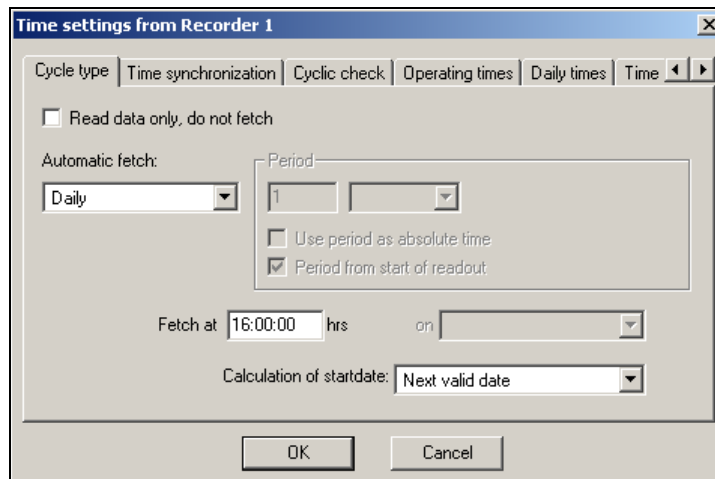 Time settings from Recorder 1
Cycle type Time synchronization Cyclic check Operating times Daily times Time
Read data only, do not fetch
Automatic fetch: Period
Daily 1
Use period as absolute time
Period from start of readout
Fetch at 16:00:00 hrs on
Calculation of startdate: Next valid date
OK Cancel